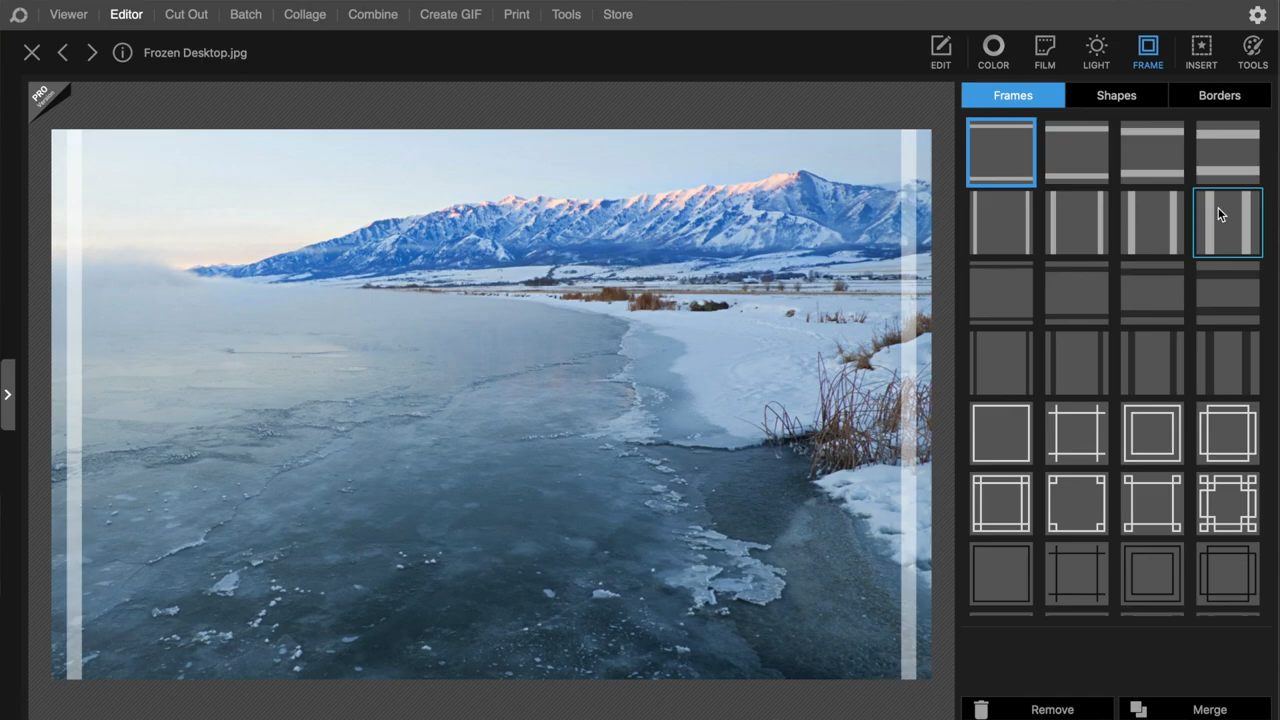 Viewer Editor Cut Out Batch Collage Combine Create GIF Print Tools Store
Frozen Desktop.jpg
EDIT COLOR FILM LIGHT FRAME INSERT TOOLS
PRO
Version
Frames Shapes Borders
Remove Merge